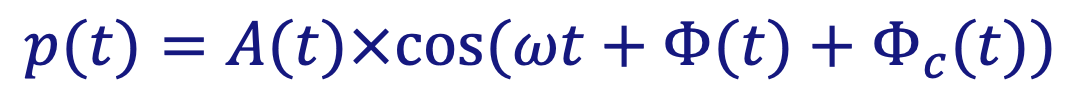 p(t) = A(t)×cos(ωt + Φ(t) + Φ_c(t))